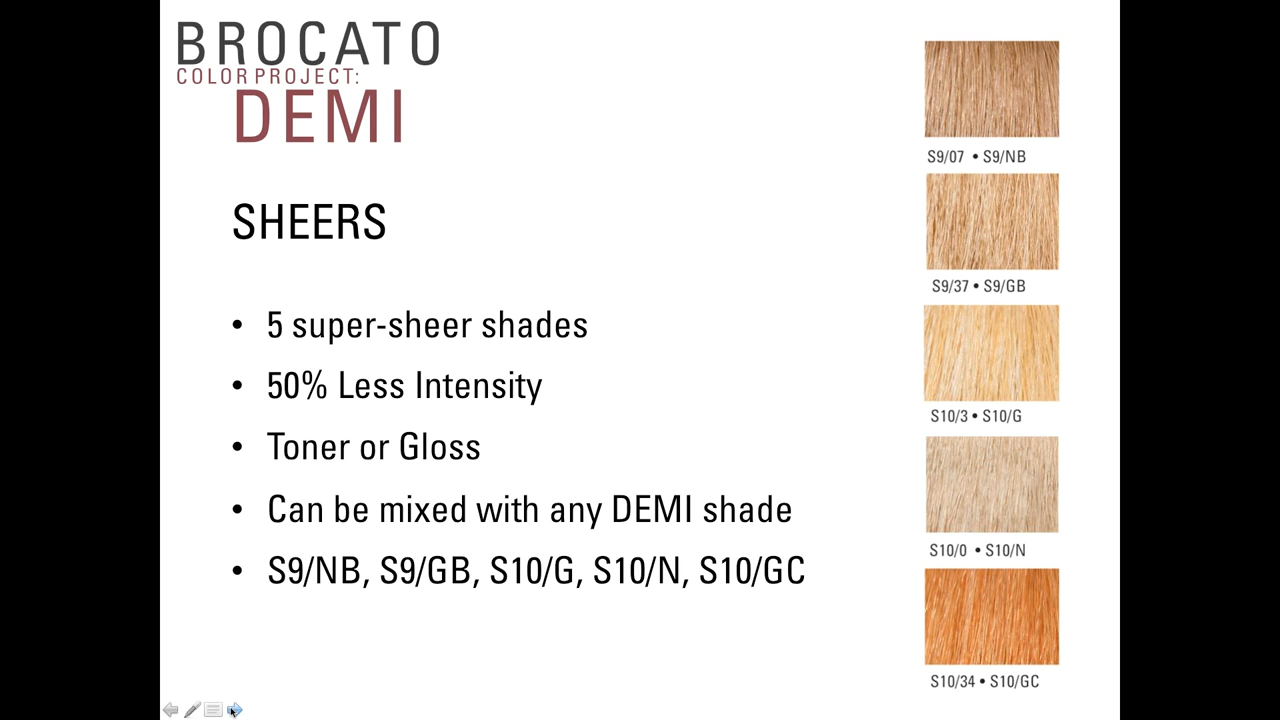 BROCATO
COLOR PROJECT:
DEMI
SHEERS
• 5 super-sheer shades
• 50% Less Intensity
• Toner or Gloss
• Can be mixed with any DEMI shade
• S9/NB, S9/GB, S10/G, S10/N, S10/GC
S9/07 • S9/NB
S9/37 • S9/GB
S10/3 • S10/G
S10/0 • S10/N
S10/34 • S10/GC